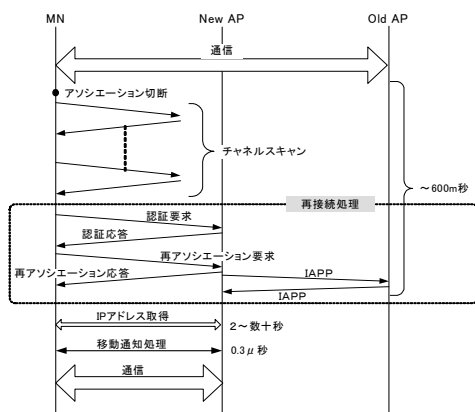 MN New AP Old AP
通信
アソシエーション切断
チャネルスキャン
～600m秒
再接続処理
認証要求
認証応答
再アソシエーション要求
再アソシエーション応答
IAPP
IAPP
IPアドレス取得
2～数十秒
移動通知処理
0.3μ秒
通信